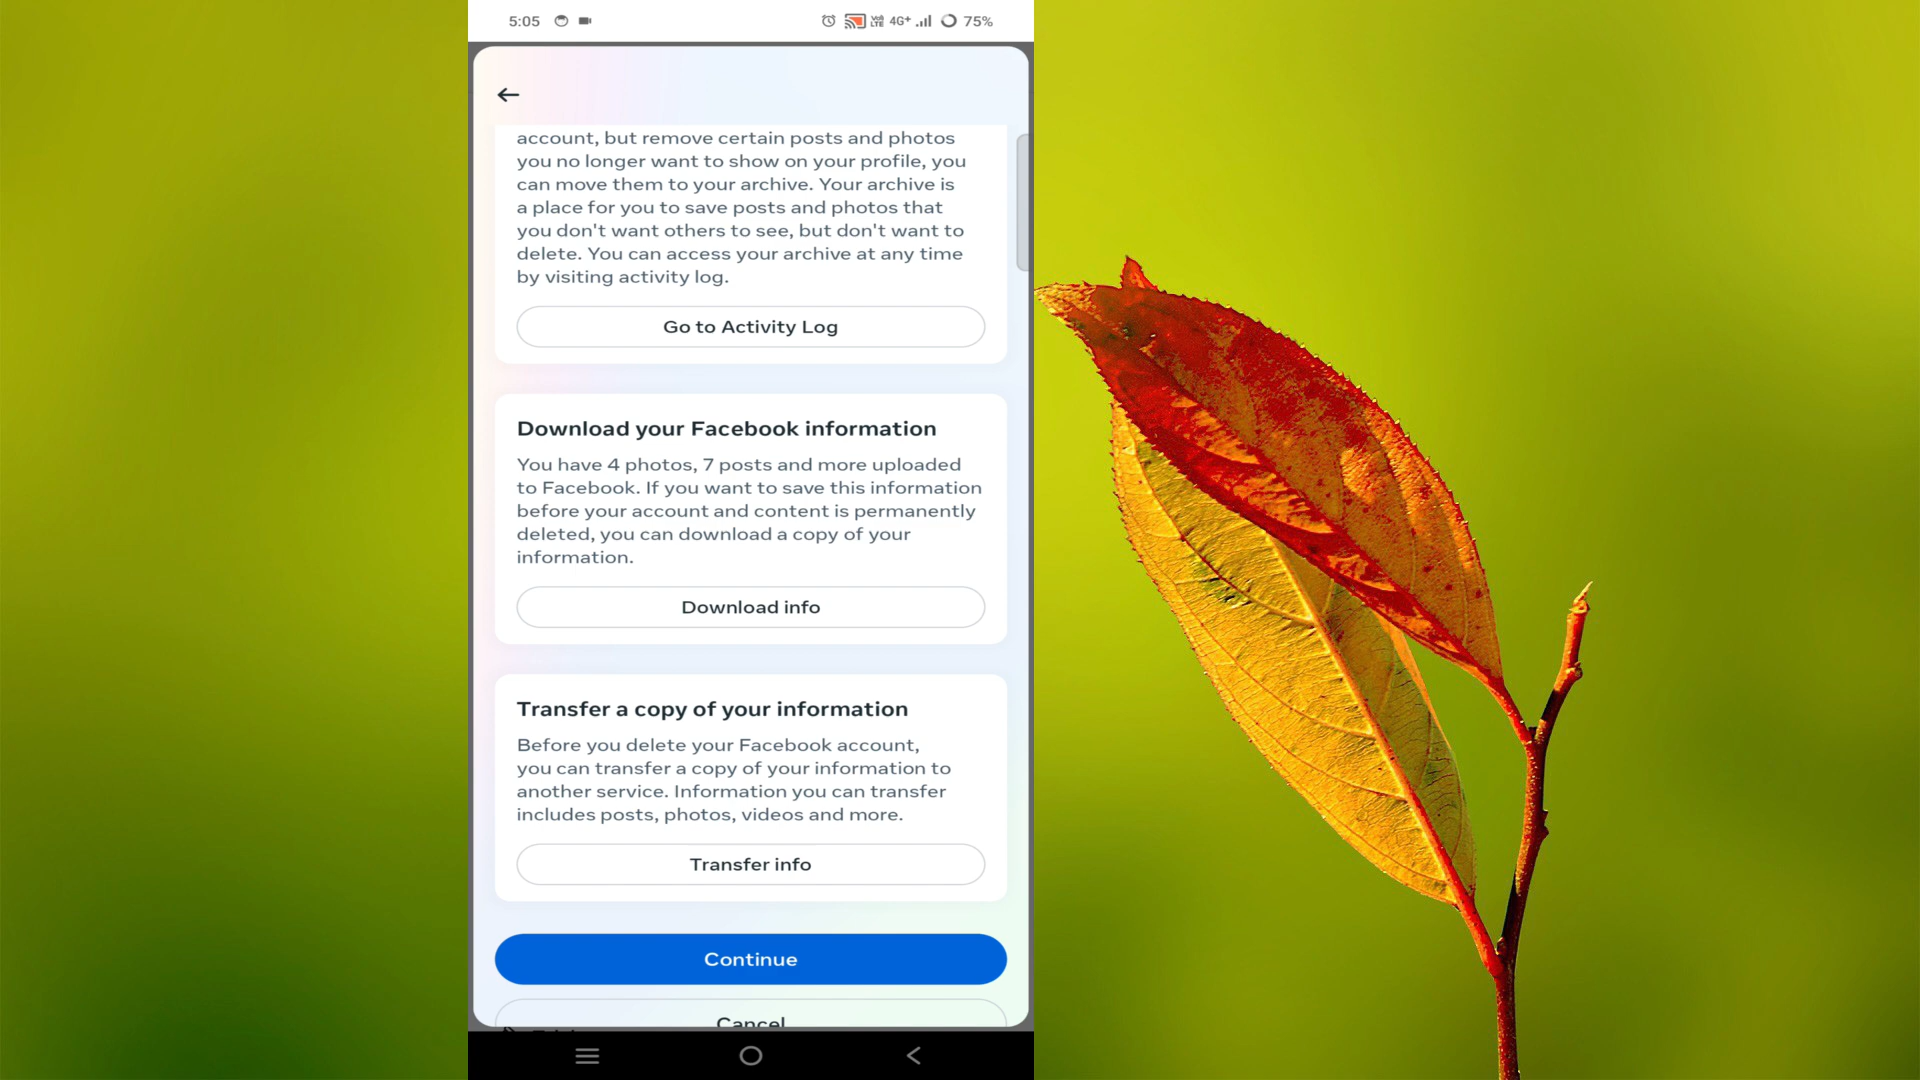 5:05 4G+ 75%
account, but remove certain posts and photos
you no longer want to show on your profile, you
can move them to your archive. Your archive is
a place for you to save posts and photos that
you don't want others to see, but don't want to
delete. You can access your archive at any time
by visiting activity log.
Go to Activity Log
Download your Facebook information
You have 4 photos, 7 posts and more uploaded
to Facebook. If you want to save this information
before your account and content is permanently
deleted, you can download a copy of your
information.
Download info
Transfer a copy of your information
Before you delete your Facebook account,
you can transfer a copy of your information to
another service. Information you can transfer
includes posts, photos, videos and more.
Transfer info
Continue
Cancel